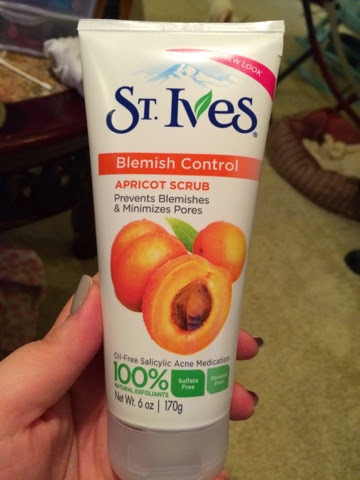 NEW LOOK
ST. Ives®
Blemish Control
APRICOT SCRUB
Prevents Blemishes
& Minimizes Pores
Oil-Free Salicylic Acne Medication
100%
NATURAL EXFOLIANTS
Sulfate
Free
Paraben
Free
Net Wt. 6 oz | 170g